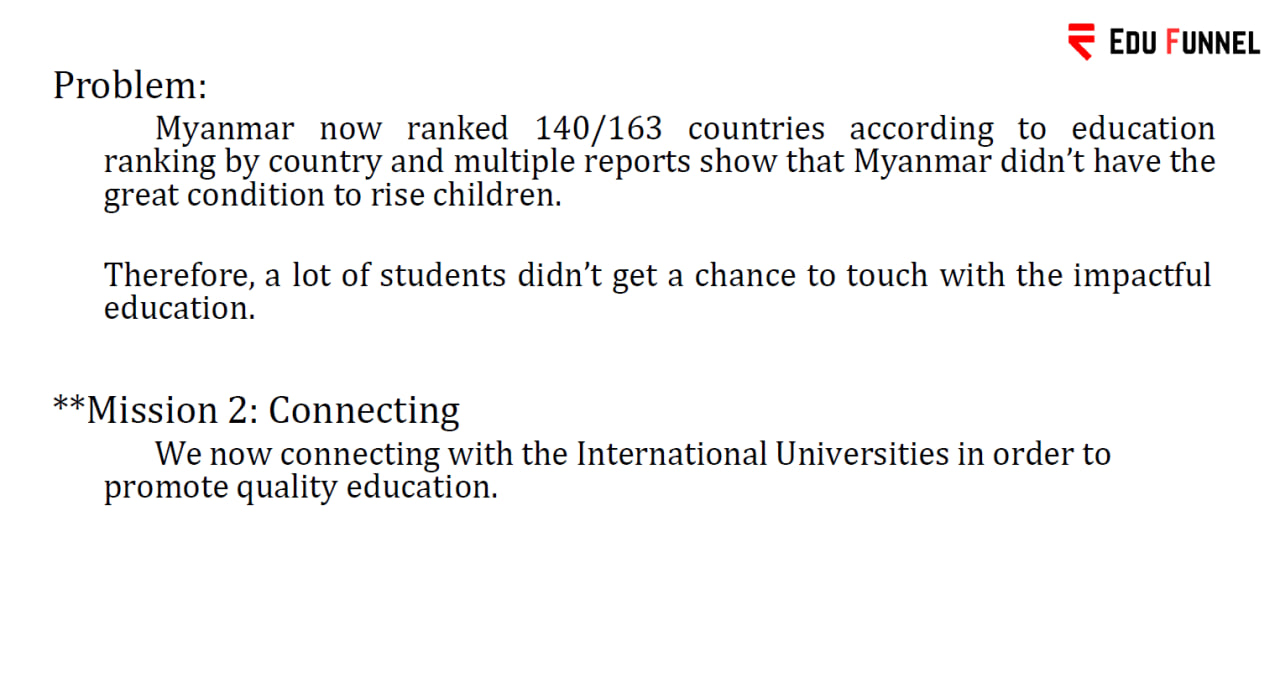 EDU FUNNEL
Problem:
Myanmar now ranked 140/163 countries according to education
ranking by country and multiple reports show that Myanmar didn’t have the
great condition to rise children.
Therefore, a lot of students didn’t get a chance to touch with the impactful
education.
**Mission 2: Connecting
We now connecting with the International Universities in order to
promote quality education.